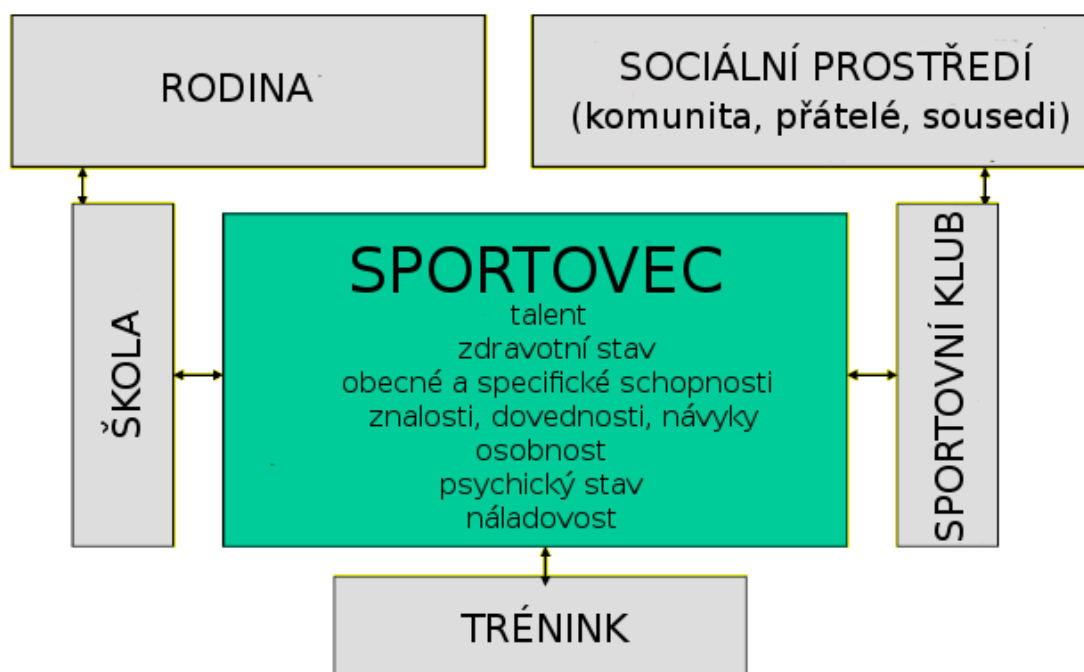 RODINA
SOCIÁLNÍ PROSTŘEDÍ
(komunita, přátelé, sousedi)
ŠKOLA
SPORTOVEC
talent
zdravotní stav
obecné a specifické schopnosti
znalosti, dovednosti, návyky
osobnost
psychický stav
náladovost
SPORTOVNÍ KLUB
TRÉNINK